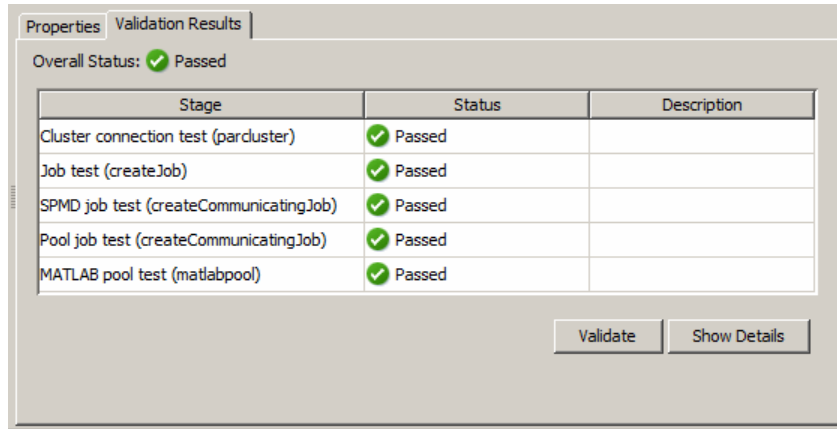 Properties Validation Results
Overall Status: Passed
Stage Status Description
Cluster connection test (parcluster) Passed
Job test (createJob) Passed
SPMD job test (createCommunicatingJob) Passed
Pool job test (createCommunicatingJob) Passed
MATLAB pool test (matlabpool) Passed
Validate Show Details